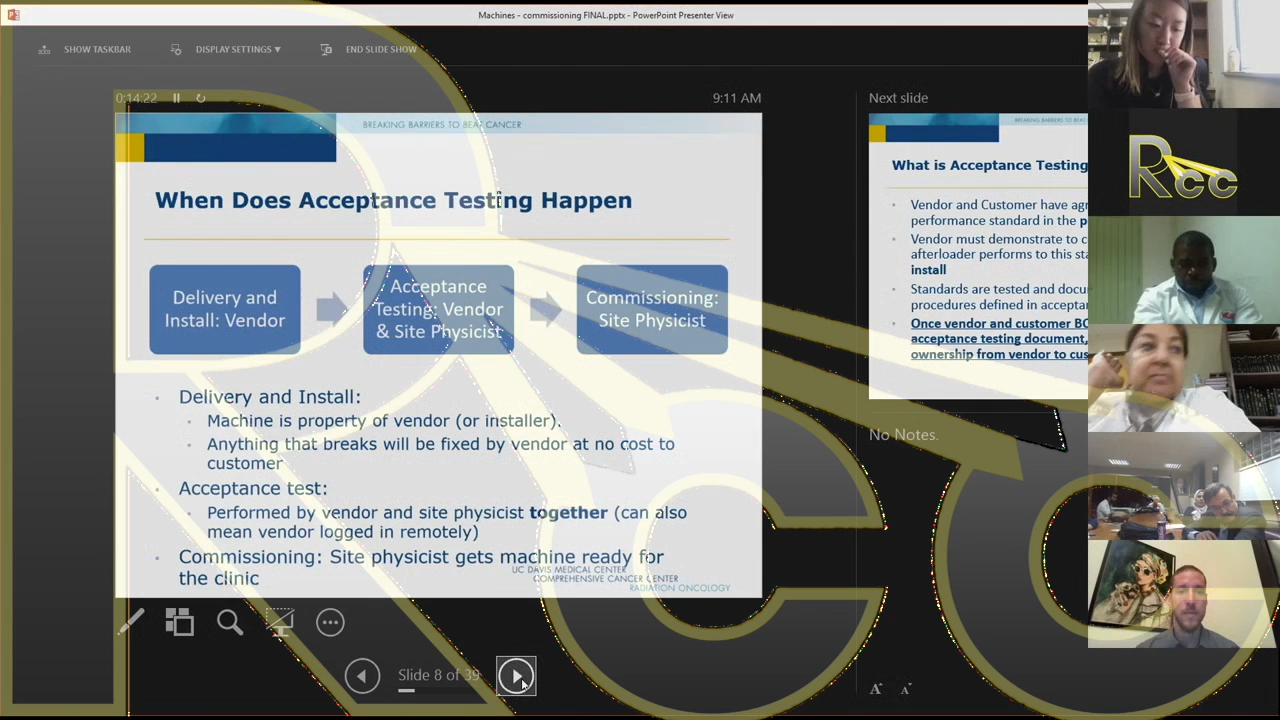 Machines - commissioning FINAL.pptx - PowerPoint Presenter View
SHOW TASKBAR
DISPLAY SETTINGS ▾
END SLIDE SHOW
0:14:22
9:11 AM
BREAKING BARRIERS TO BEAT CANCER
When Does Acceptance Testing Happen
Delivery and
Install: Vendor
Acceptance
Testing: Vendor
& Site Physicist
Commissioning:
Site Physicist
Delivery and Install:
Machine is property of vendor (or installer).
Anything that breaks will be fixed by vendor at no cost to
customer
Acceptance test:
Performed by vendor and site physicist together (can also
mean vendor logged in remotely)
Commissioning: Site physicist gets machine ready for
the clinic
UC DAVIS MEDICAL CENTER
COMPREHENSIVE CANCER CENTER
RADIATION ONCOLOGY
Slide 8 of 39
Next slide
BREAKING BARRIERS TO
What is Acceptance Testing
Vendor and Customer have
performance standard in the
Vendor must demonstrate to
afterloader performs to this
install
Standards are tested and
procedures defined in
Once vendor and customer
acceptance testing document,
ownership from vendor to
No Notes.
A A
Rcc
Rcc